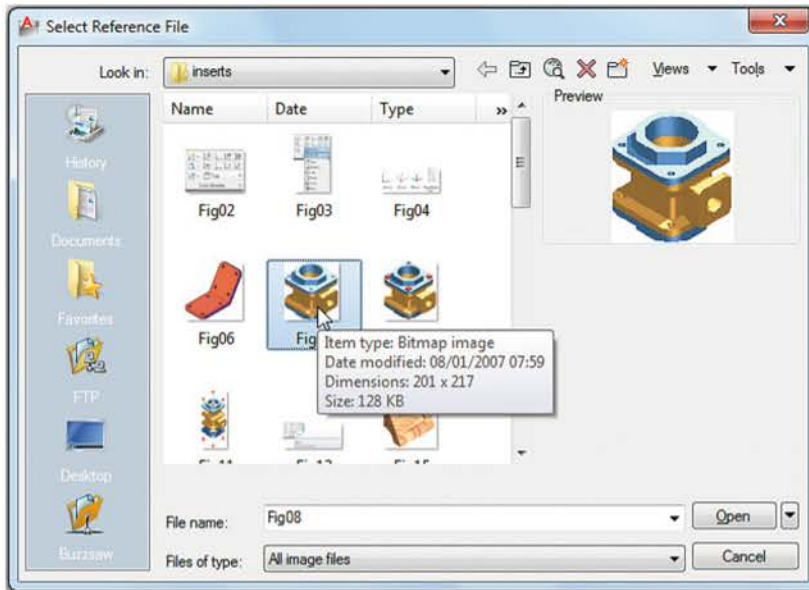 Select Reference File
Look in: inserts Views Tools
History
Documents
Favorites
FTP
Desktop
Buzzsaw
Name Date Type »
Fig02 Fig03 Fig04
Fig06 Fig
Item type: Bitmap image
Date modified: 08/01/2007 07:59
Dimensions: 201 x 217
Size: 128 KB
Preview
File name: Fig08 Open
Files of type: All image files Cancel